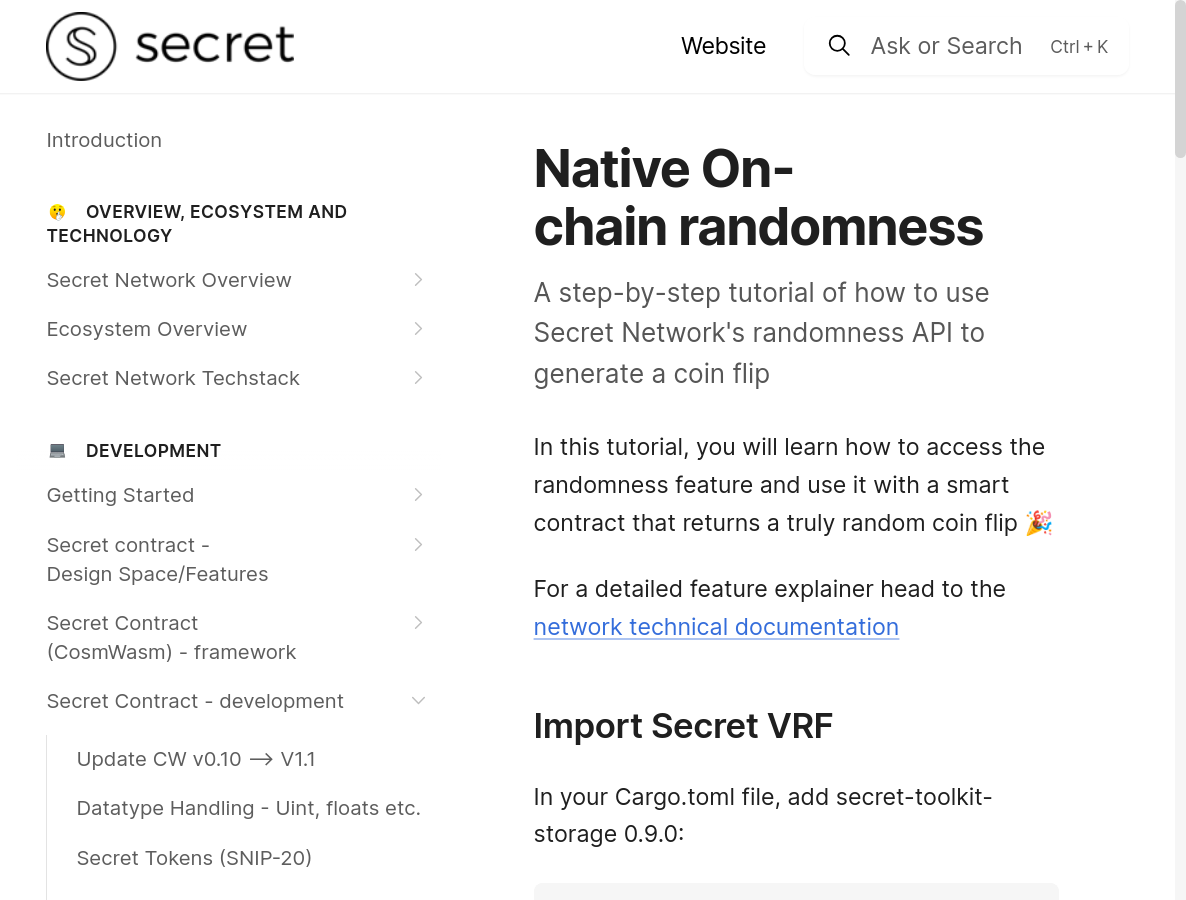 secret
Website
Ask or Search
Ctrl + K
Introduction
🤫 OVERVIEW, ECOSYSTEM AND
TECHNOLOGY
Secret Network Overview
Ecosystem Overview
Secret Network Techstack
💻 DEVELOPMENT
Getting Started
Secret contract -
Design Space/Features
Secret Contract
(CosmWasm) - framework
Secret Contract - development
Update CW v0.10 --> V1.1
Datatype Handling - Uint, floats etc.
Secret Tokens (SNIP-20)
Native On-
chain randomness
A step-by-step tutorial of how to use
Secret Network's randomness API to
generate a coin flip
In this tutorial, you will learn how to access the
randomness feature and use it with a smart
contract that returns a truly random coin flip 🎉
For a detailed feature explainer head to the
network technical documentation
Import Secret VRF
In your Cargo.toml file, add secret-toolkit-
storage 0.9.0: